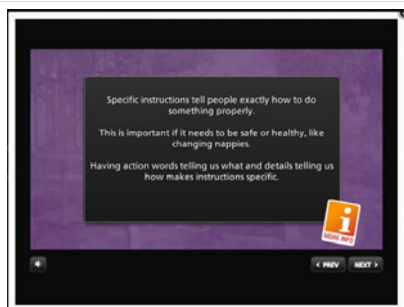 Specific instructions tell people exactly how to do
something properly.
This is important if it needs to be safe or healthy, like
changing nappies.
Having action words telling us what and details telling us
how makes instructions specific.
i
MORE INFO
< PREV
NEXT >